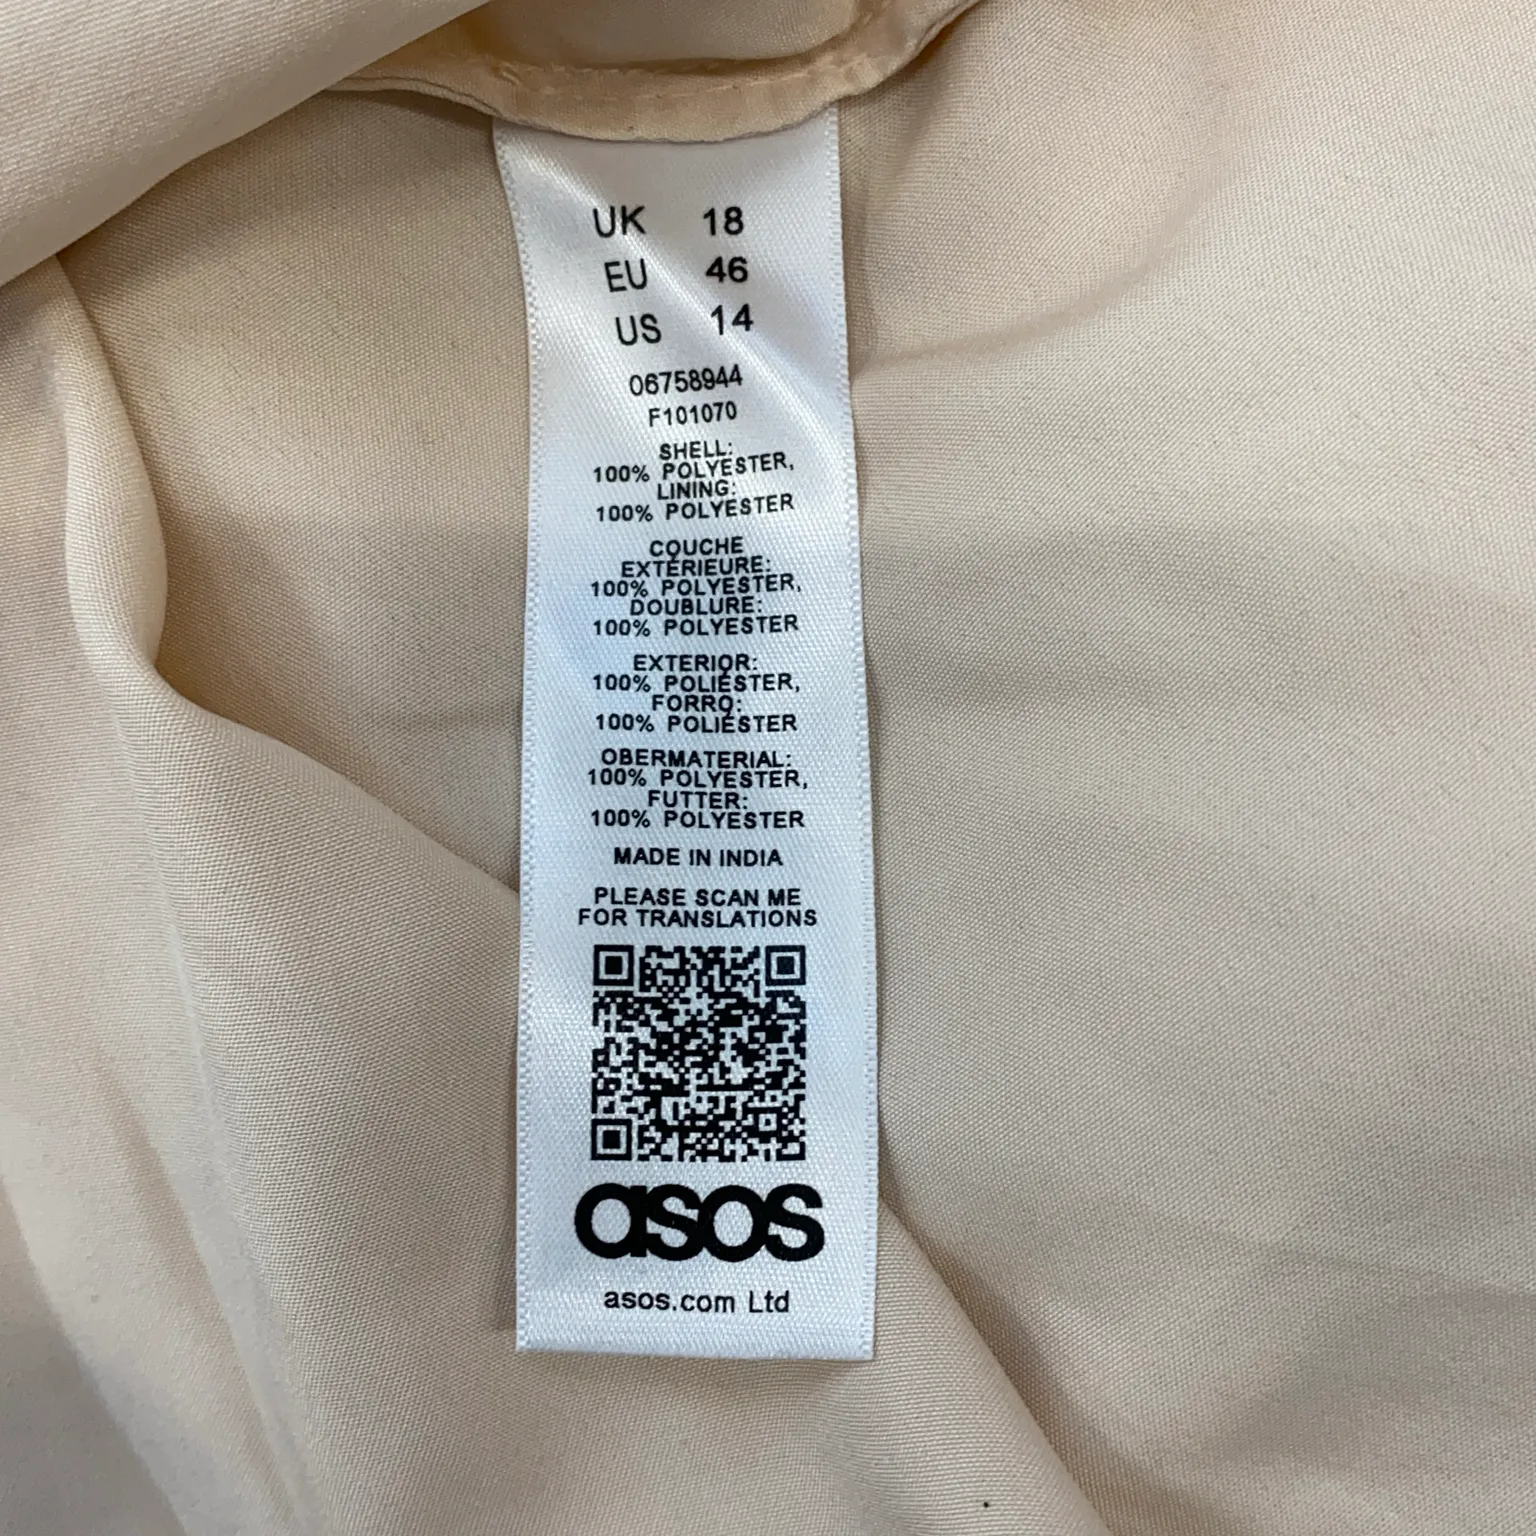 UK 18
EU 46
US 14
06758944
F101070
SHELL:
100% POLYESTER,
LINING:
100% POLYESTER
COUCHE
EXTÉRIEURE:
100% POLYESTER,
DOUBLURE:
100% POLYESTER
EXTERIOR:
100% POLIÉSTER,
FORRO:
100% POLIÉSTER
OBERMATERIAL:
100% POLYESTER,
FUTTER:
100% POLYESTER
MADE IN INDIA
PLEASE SCAN ME
FOR TRANSLATIONS
asos
asos.com Ltd